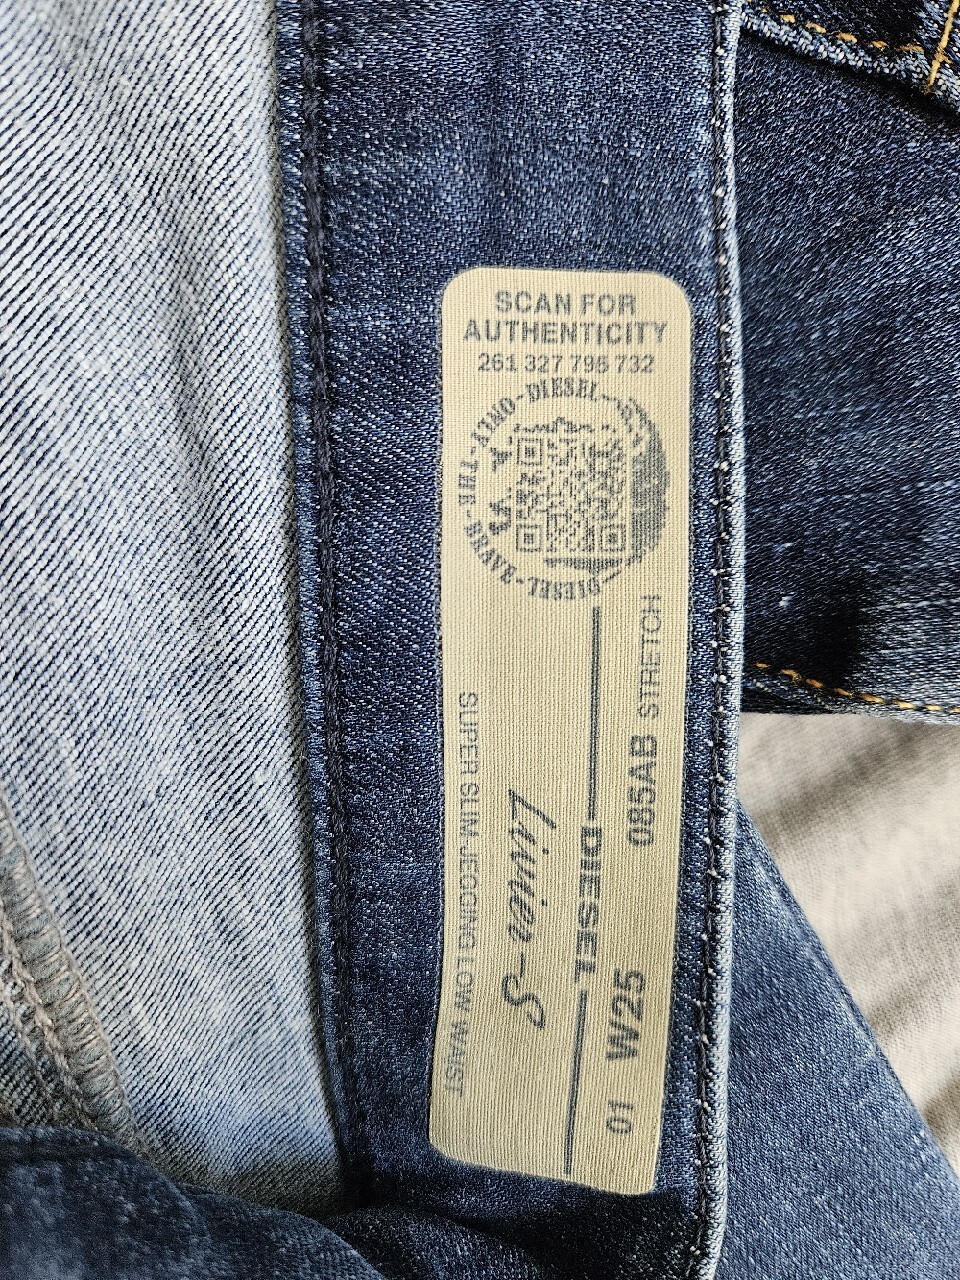 SCAN FOR
AUTHENTICITY
261 327 795 732
ONLY-DIESEL-
THE-BRAVE-DIESEL-
DIESEL
Livier-S
SUPER SLIM-JEGGING LOW WAIST
085AB STRETCH
01 W25